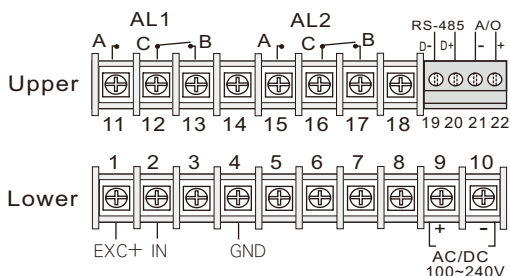 AL1 AL2 RS-485 A/O
A C B A C B D- D+ - +
Upper
11 12 13 14 15 16 17 18 19 20 21 22
1 2 3 4 5 6 7 8 9 10
Lower
+ -
EXC+ IN GND
AC/DC
100~240V